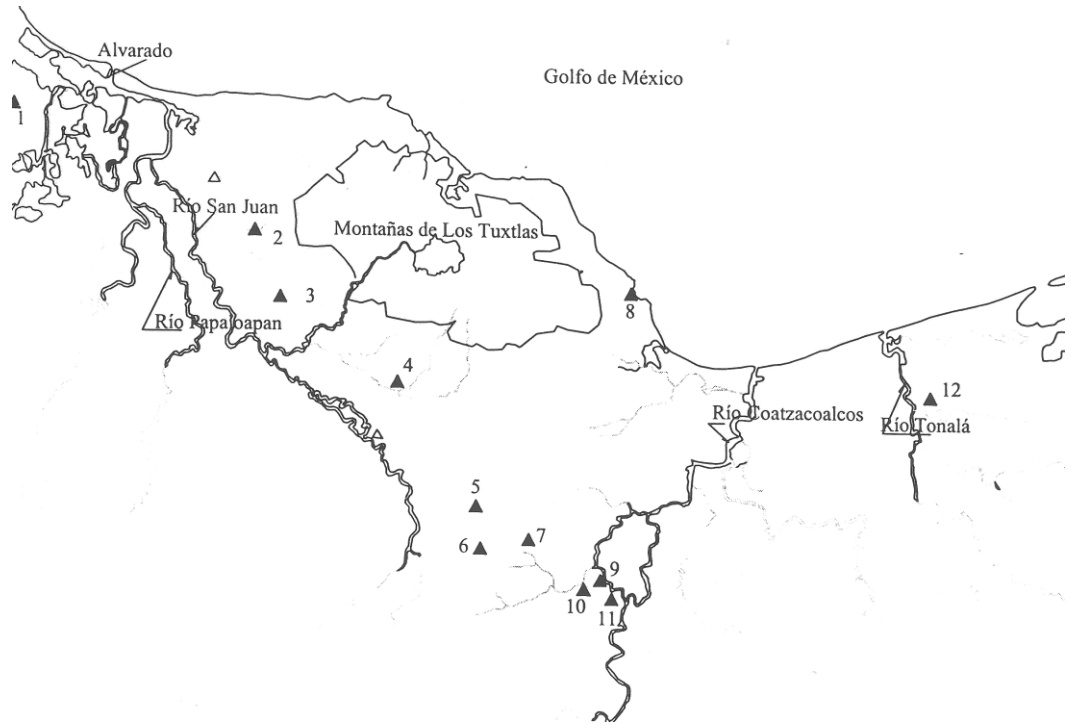 Alvarado
Golfo de México
1
Río San Juan
2
Montañas de Los Tuxtlas
3
8
Río Papaloapan
4
12
Río Coatzacoalcos
Río Tonalá
5
6
7
9
10
11